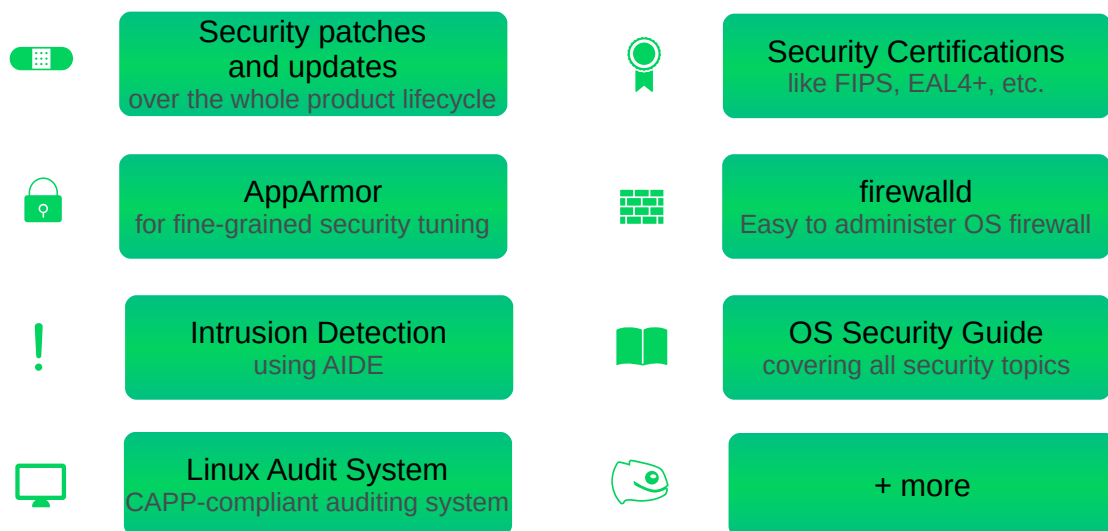 Security patches
and updates
over the whole product lifecycle
Security Certifications
like FIPS, EAL4+, etc.
AppArmor
for fine-grained security tuning
firewalld
Easy to administer OS firewall
Intrusion Detection
using AIDE
OS Security Guide
covering all security topics
Linux Audit System
CAPP-compliant auditing system
+ more